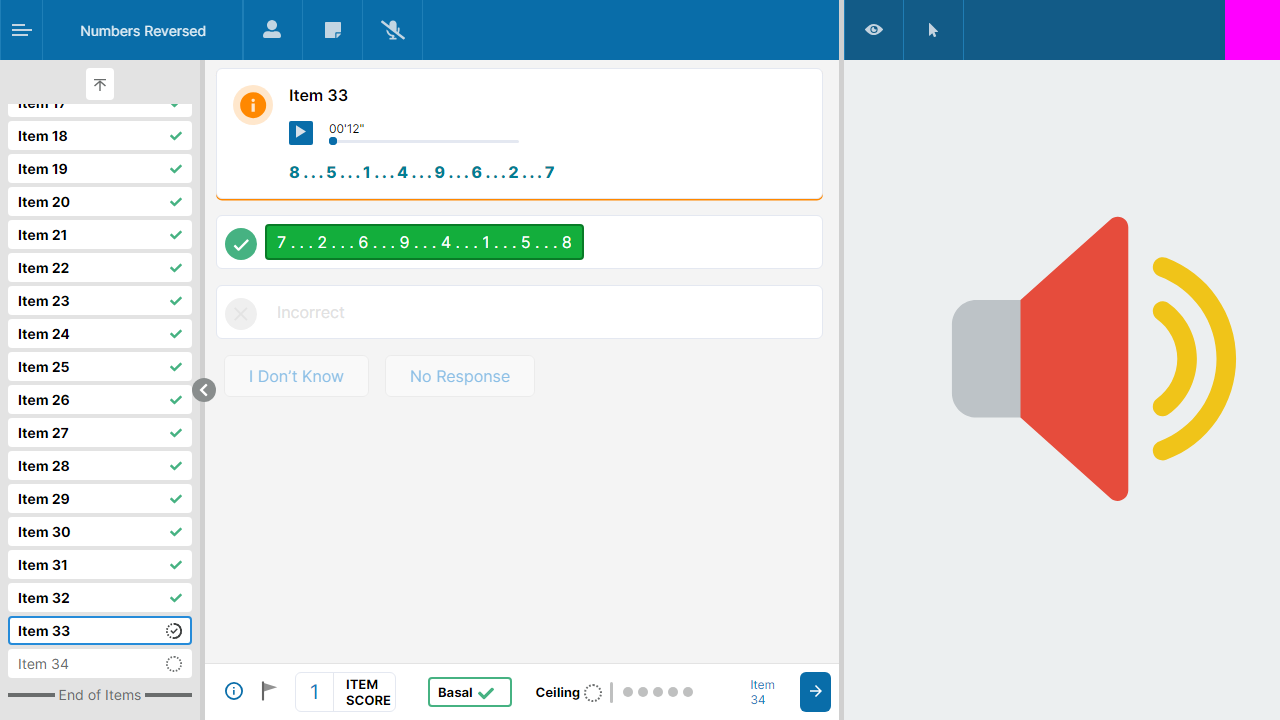 Numbers Reversed
Item 17
Item 18
Item 19
Item 20
Item 21
Item 22
Item 23
Item 24
Item 25
Item 26
Item 27
Item 28
Item 29
Item 30
Item 31
Item 32
Item 33
Item 34
End of Items
Item 33
00'12"
8...5...1...4...9...6...2...7
7...2...6...9...4...1...5...8
Incorrect
I Don't Know
No Response
1
ITEM
SCORE
Basal
Ceiling
Item
34